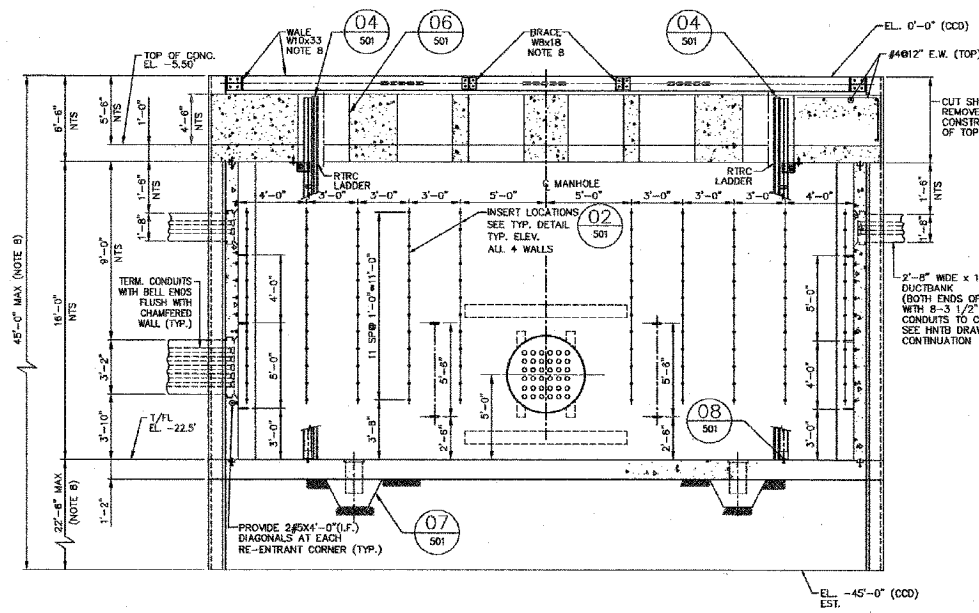 WALE
W10x33
NOTE 8
04
501
06
501
BRACE
W8x18
NOTE 8
04
501
EL. 0'-0" (CCD)
#4@12" E.W. (TOP)
TOP OF CONC.
EL. -5.50'
6'-6"
NTS
5'-6"
NTS
1'-0"
4'-6"
NTS
CUT SH
REMOVE
CONSTR
OF TOP
RTRC
LADDER
RTRC
LADDER
MANHOLE
4'-0"
3'-0"
3'-0"
3'-0"
5'-0"
5'-0"
3'-0"
3'-0"
3'-0"
4'-0"
1'-6"
NTS
1'-8"
1'-6"
NTS
1'-8"
INSERT LOCATIONS
SEE TYP. DETAIL
TYP. ELEV.
ALL 4 WALLS
02
501
45'-0" MAX (NOTE 8)
16'-0"
NTS
9'-0"
NTS
TERM. CONDUITS
WITH BELL ENDS
FLUSH WITH
CHAMFERED
WALL (TYP.)
4'-0"
11 SP@ 1'-0"=11'-0"
5'-0"
2'-8" WIDE x 1
DUCTBANK
(BOTH ENDS OF
WITH 8-3 1/2"
CONDUITS TO C
SEE HNTB DRAW
CONTINUATION
3'-2"
5'-6"
5'-0"
5'-6"
4'-0"
T/FL
EL. -22.5'
3'-10"
3'-0"
3'-8"
2'-6"
2'-6"
08
501
3'-0"
22'-6" MAX
(NOTE 8)
1'-2"
PROVIDE 2#5X4'-0"(I.F.)
DIAGONALS AT EACH
RE-ENTRANT CORNER (TYP.)
07
501
EL. -45'-0" (CCD)
EST.